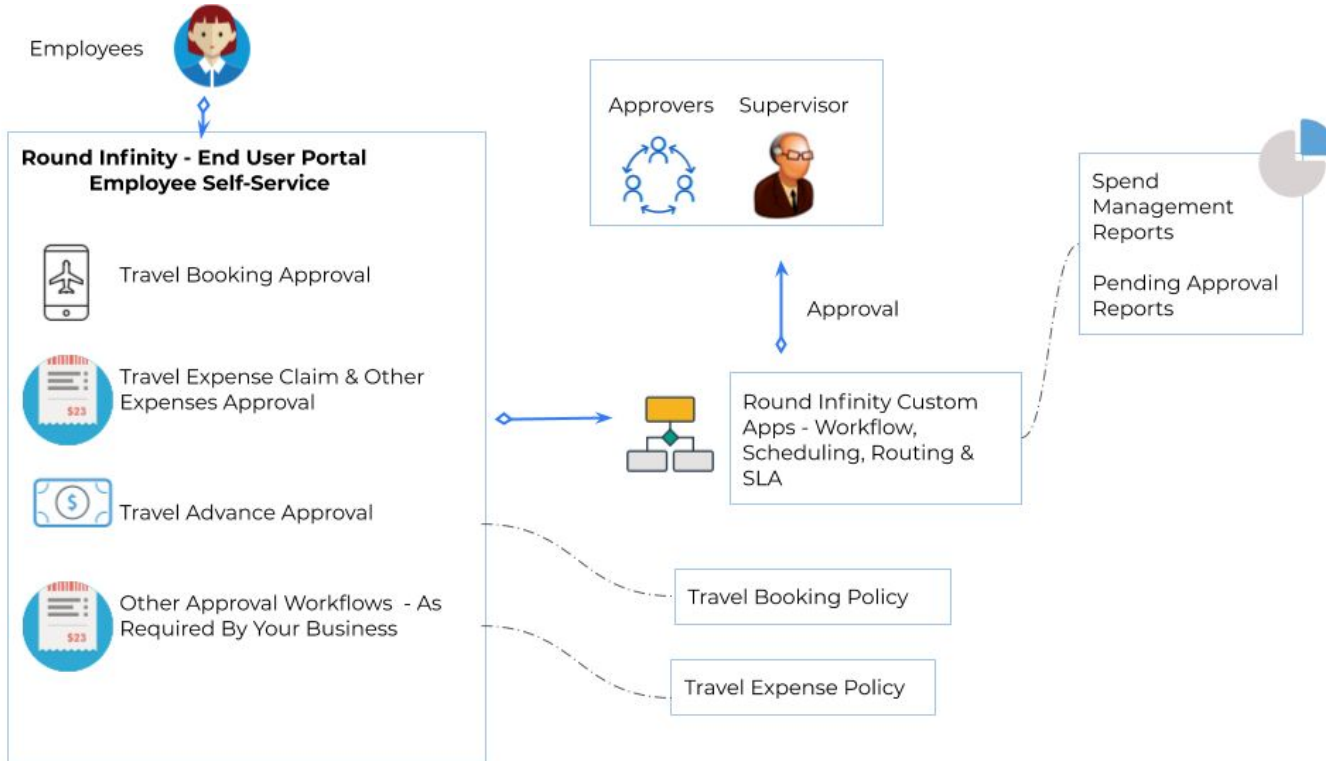 Employees
Round Infinity - End User Portal
Employee Self-Service
Travel Booking Approval
Travel Expense Claim & Other
Expenses Approval
$23
Travel Advance Approval
$
Other Approval Workflows - As
Required By Your Business
$23
Approvers
Supervisor
Approval
Round Infinity Custom
Apps - Workflow,
Scheduling, Routing &
SLA
Spend
Management
Reports
Pending Approval
Reports
Travel Booking Policy
Travel Expense Policy